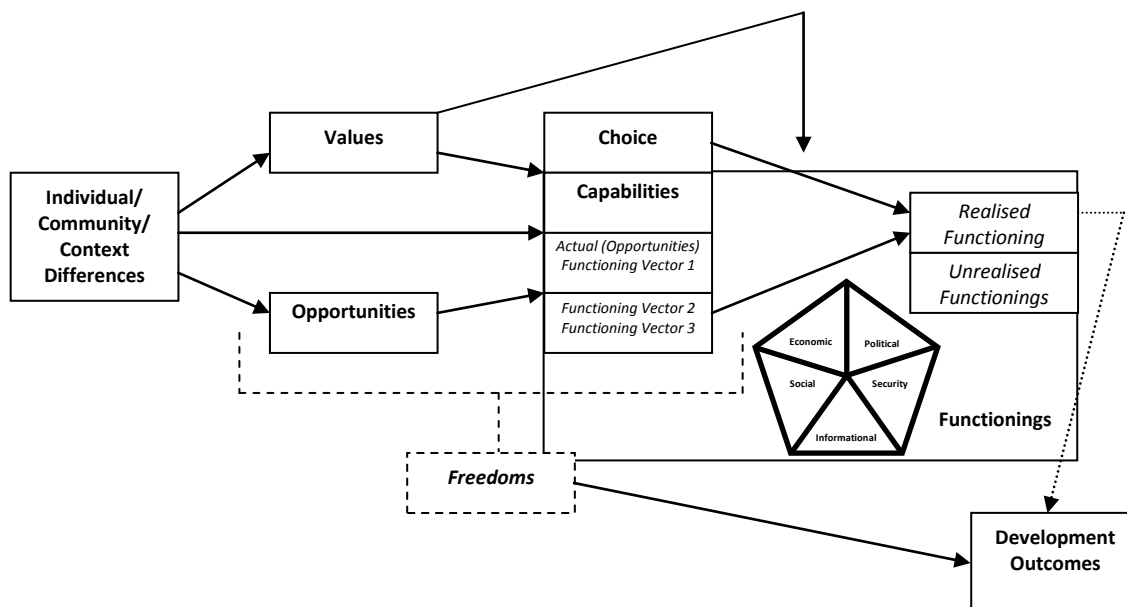 Values
Choice
Individual/
Community/
Context
Differences
Capabilities
Actual (Opportunities)
Functioning Vector 1
Opportunities
Functioning Vector 2
Functioning Vector 3
Realised
Functioning
Unrealised
Functionings
Economic
Political
Social
Security
Informational
Functionings
Freedoms
Development
Outcomes